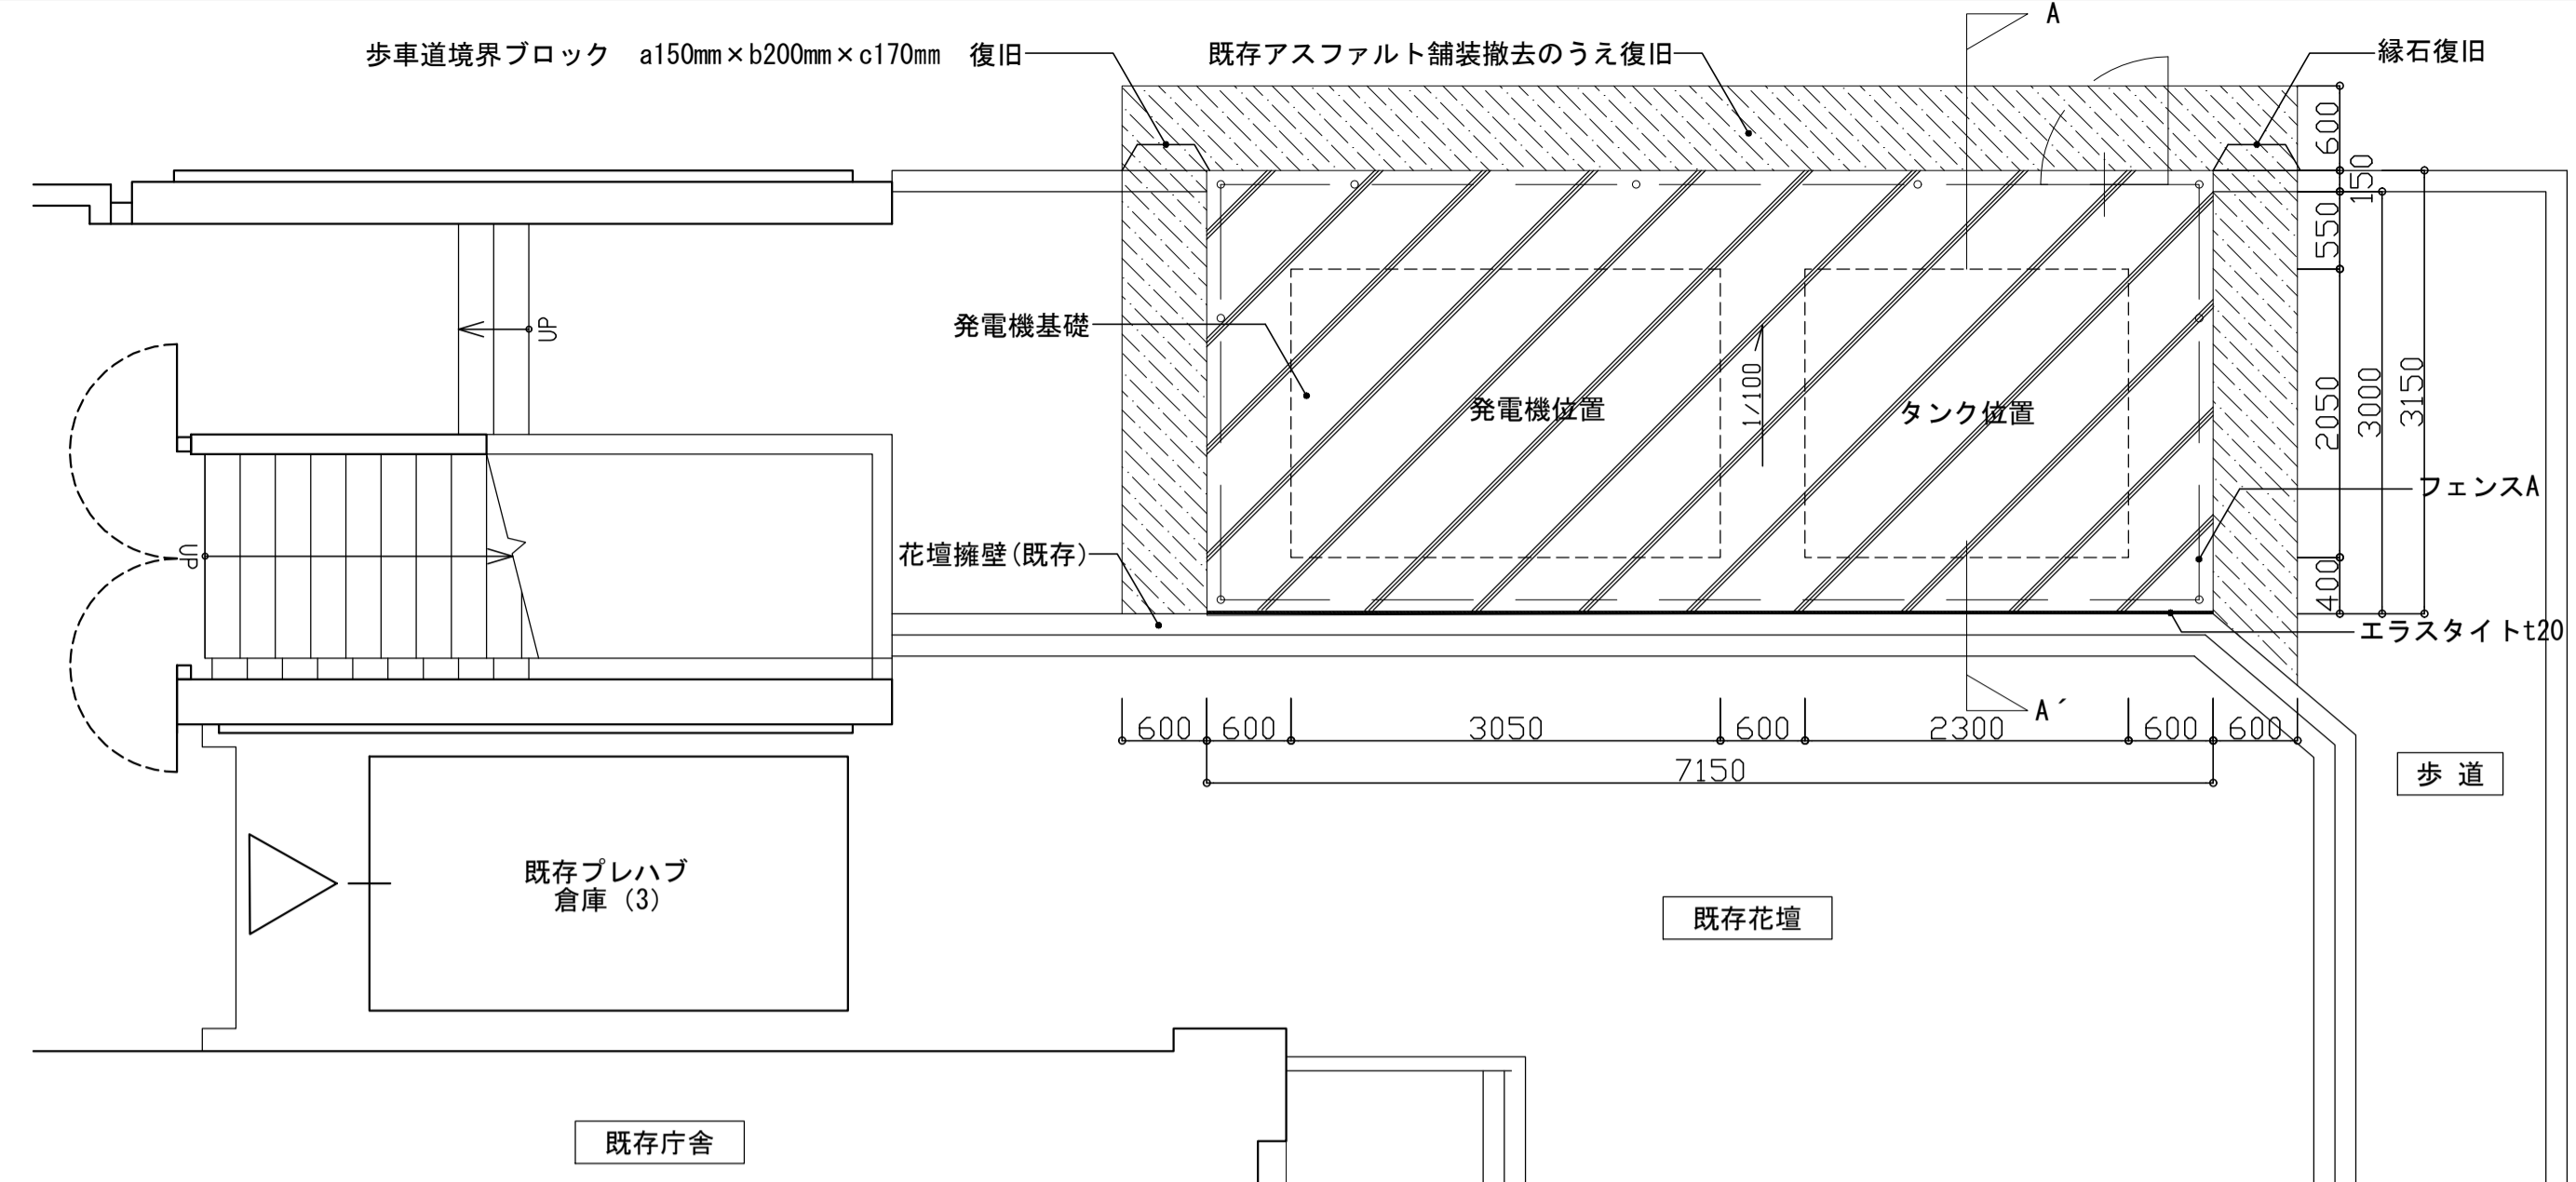 A
歩車道境界ブロック a150mm×b200mm×c170mm 復旧
既存アスファルト舗装撤去のうえ復旧
縁石復旧
600
150
550
UP
発電機基礎
発電機位置
1/100
タンク位置
2050
3000
3150
フェンスA
UP
花壇擁壁(既存)
400
エラスタイトt20
A´
600
600
3050
600
2300
600
600
7150
歩 道
既存プレハブ
倉庫 (3)
既存花壇
既存庁舎